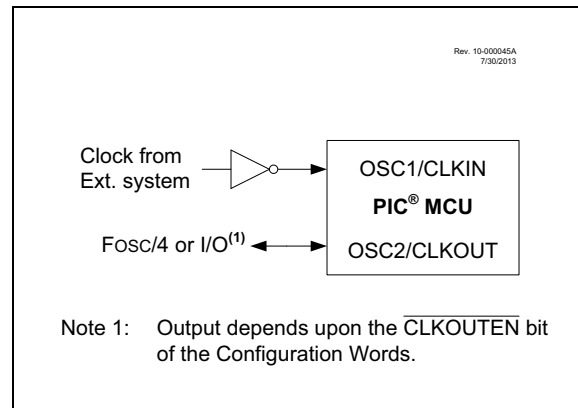 Rev. 10-000045A
7/30/2013
Clock from
Ext. system
OSC1/CLKIN
PIC® MCU
FOSC/4 or I/O(1)
OSC2/CLKOUT
Note 1: Output depends upon the CLKOUTEN bit
of the Configuration Words.